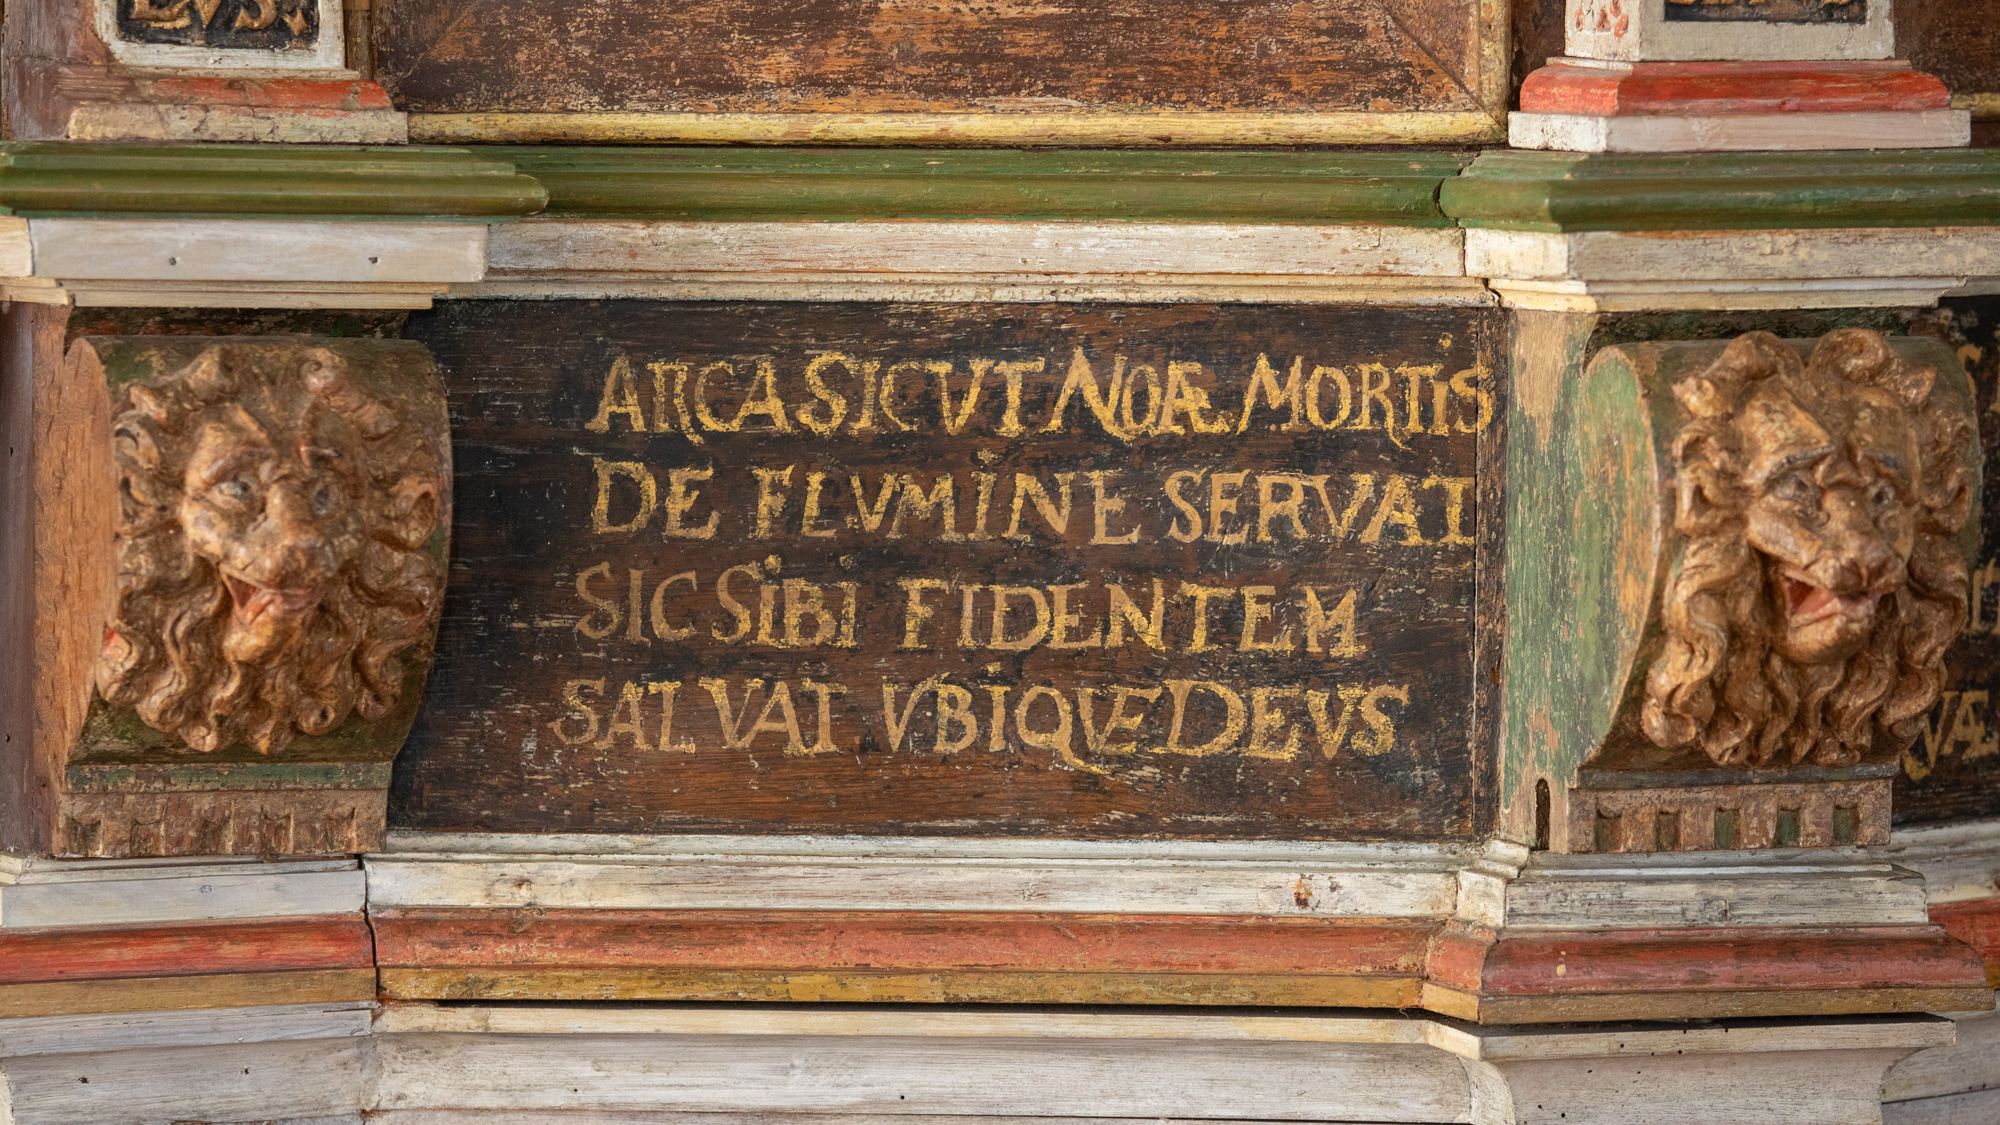 ARCA SICVT NOÆ MORTIS
DE FLVMINE SERVAT
SIC SIBI FIDENTEM
SALVAT VBIQVE DEVS